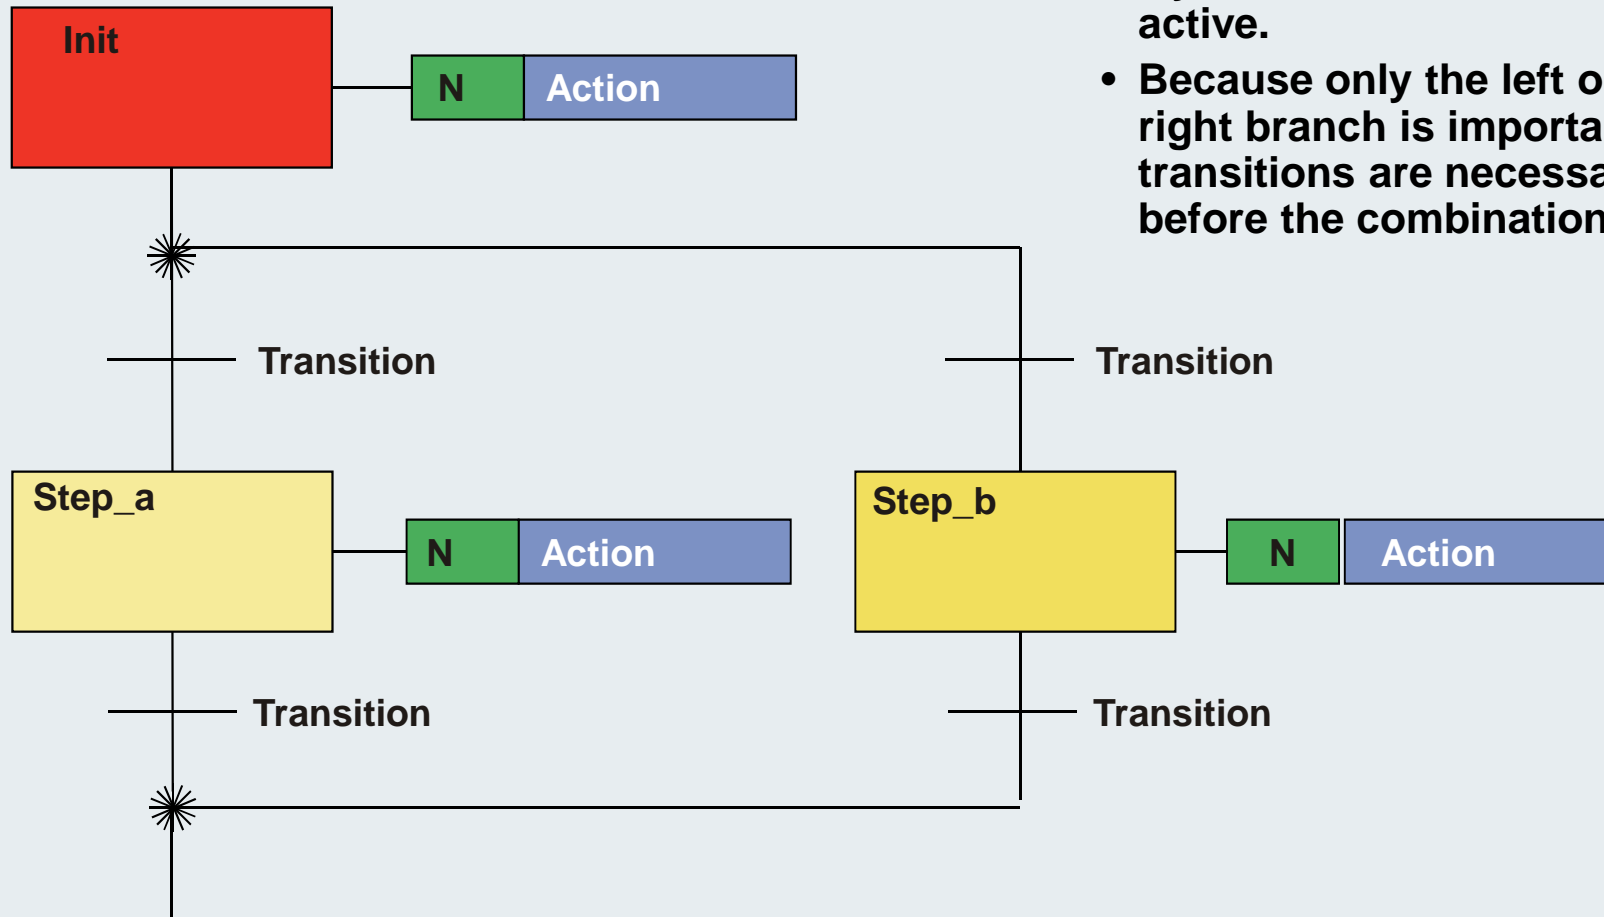 active.
• Because only the left o
right branch is importa
transitions are necessa
before the combination
Init
N Action
Transition Transition
Step_a
N Action
Step_b
N Action
Transition Transition